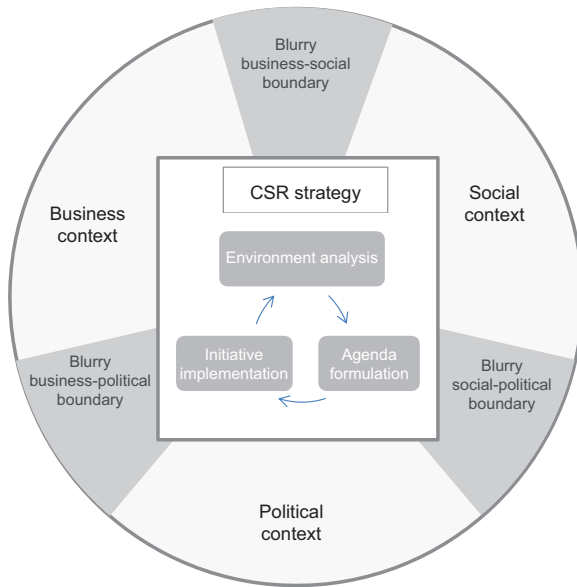 Blurry
business-social
boundary
Business
context
Social
context
CSR strategy
Environment analysis
Initiative
implementation
Agenda
formulation
Blurry
business-political
boundary
Blurry
social-political
boundary
Political
context